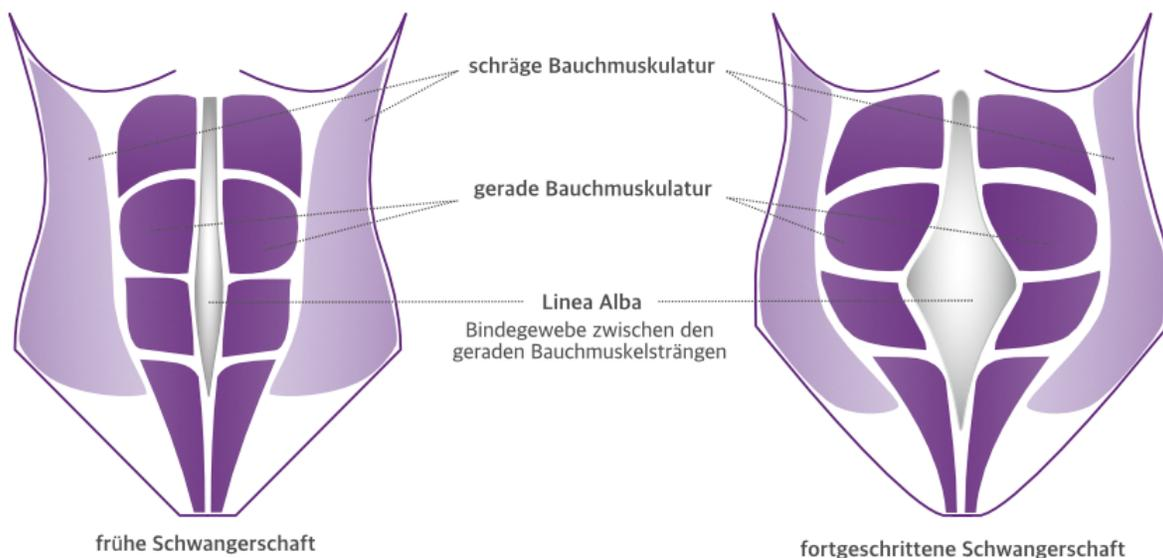 schräge Bauchmuskulatur
gerade Bauchmuskulatur
Linea Alba
Bindegewebe zwischen den
geraden Bauchmuskelsträngen
frühe Schwangerschaft
fortgeschrittene Schwangerschaft